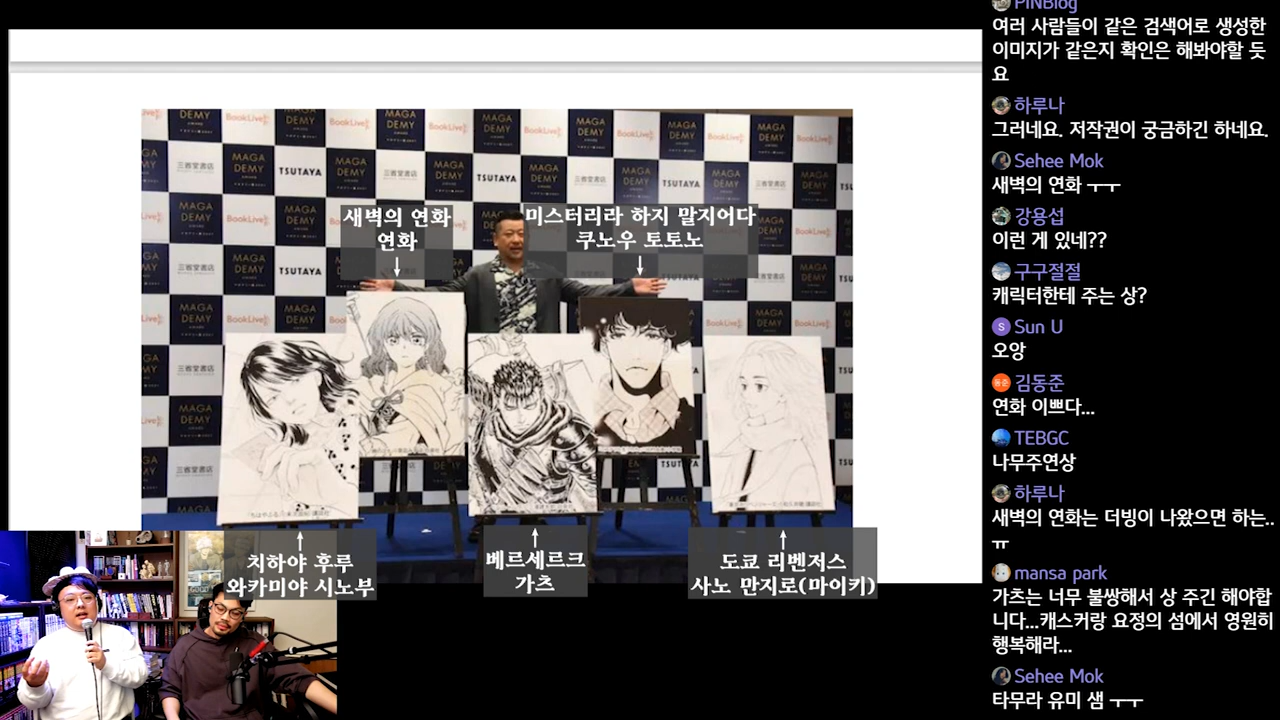 MAGA
DEMY
BookLive!
三省堂書店
TSUTAYA
새벽의 연화
연화
미스터리라 하지 말지어다
쿠노우 토토노
치하야 후루
와카미야 시노부
베르세르크
가츠
도쿄 리벤저스
사노 만지로(마이키)
PINBlog
여러 사람들이 같은 검색어로 생성한
이미지가 같은지 확인은 해봐야할 듯
요
하루나
그러네요. 저작권이 궁금하긴 하네요.
Sehee Mok
새벽의 연화 ㅜㅜ
강용섭
이런 게 있네??
구구절절
캐릭터한테 주는 상?
S Sun U
오앙
동준 김동준
연화 이쁘다...
TEBGC
나무주연상
하루나
새벽의 연화는 더빙이 나왔으면 하는..
ㅠ
mansa park
가츠는 너무 불쌍해서 상 주긴 해야합
니다...캐스커랑 요정의 섬에서 영원히
행복해라...
Sehee Mok
타무라 유미 샘 ㅜㅜ